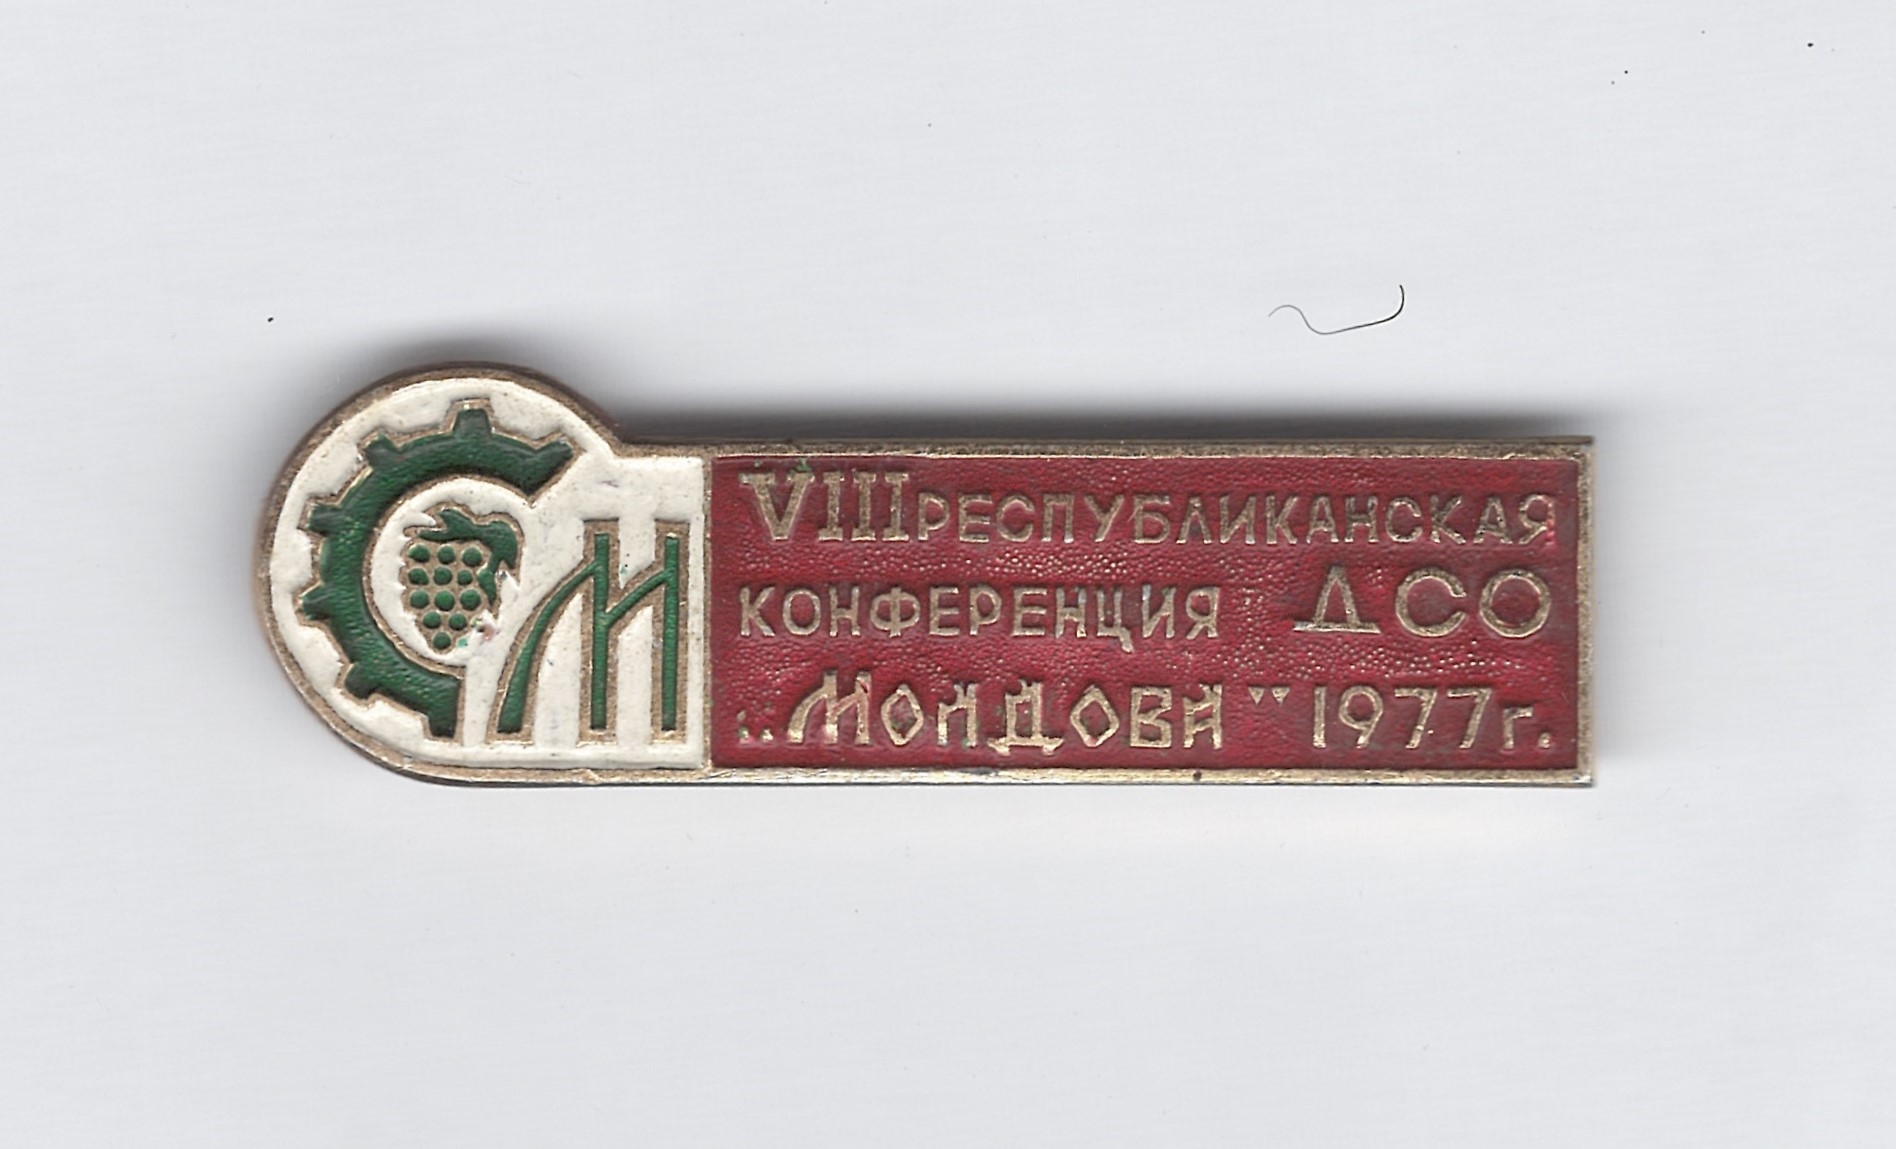 М
VIII РЕСПУБЛИКАНСКАЯ
КОНФЕРЕНЦИЯ ДСО
„МОЛДОВА" 1977 г.